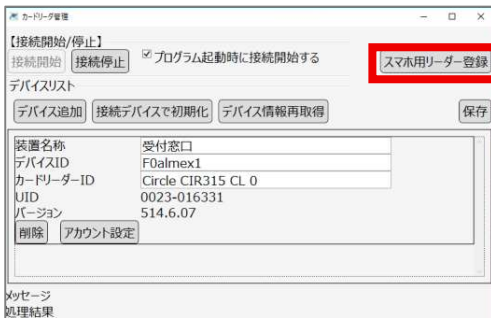 カードリーダ管理
【接続開始/停止】
接続開始 接続停止 プログラム起動時に接続開始する スマホ用リーダー登録
デバイスリスト
デバイス追加 接続デバイスで初期化 デバイス情報再取得 保存
装置名称 受付窓口
デバイスID F0almex1
カードリーダーID Circle CIR315 CL 0
UID 0023-016331
バージョン 514.6.07
削除 アカウント設定
メッセージ
処理結果